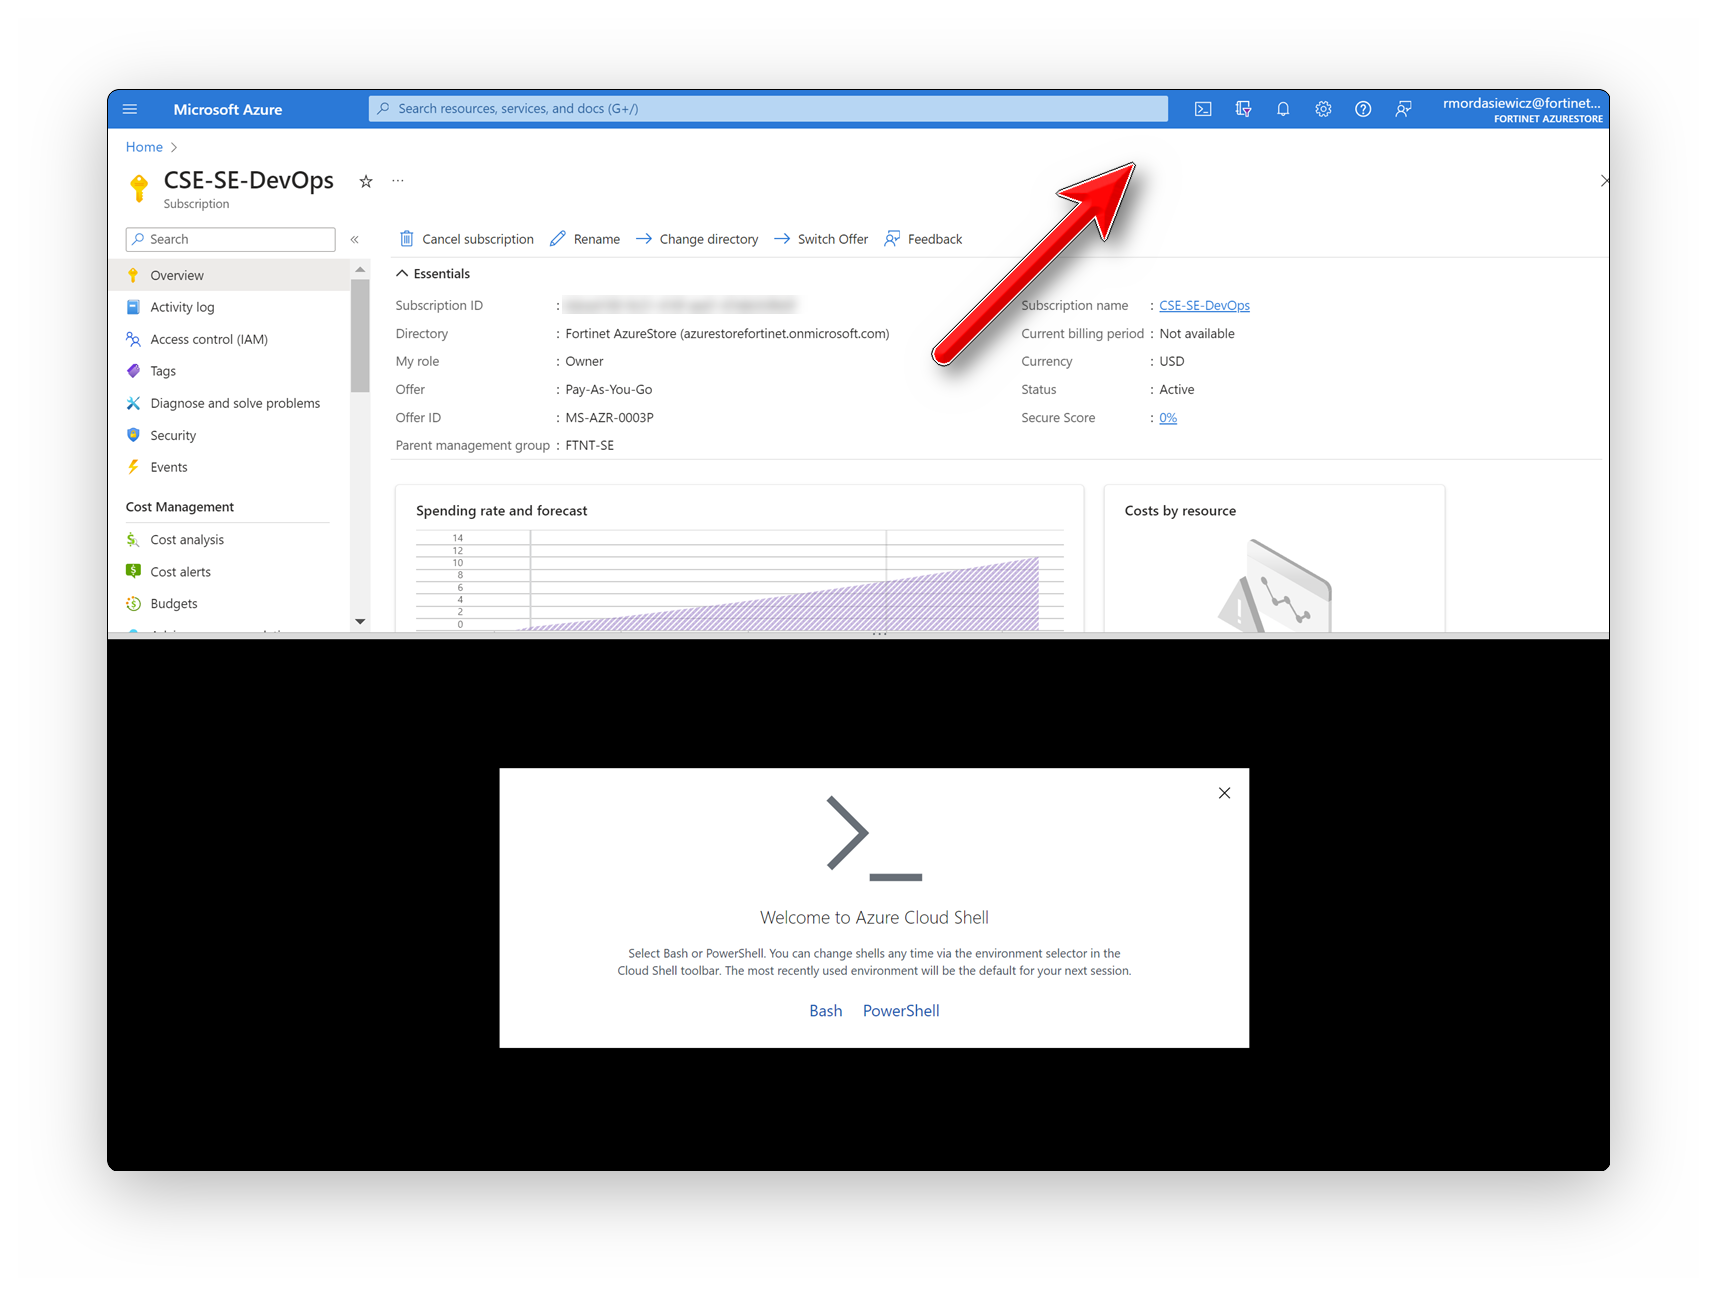 Microsoft Azure
Search resources, services, and docs (G+/)
rmordasiewicz@fortinet...
FORTINET AZURESTORE
Home
CSE-SE-DevOps
...
Subscription
Search
«
Cancel subscription
Rename
Change directory
Switch Offer
Feedback
Overview
Activity log
Access control (IAM)
Tags
Diagnose and solve problems
Security
Events
Cost Management
Cost analysis
Cost alerts
Budgets
Essentials
Subscription ID :
Directory : Fortinet AzureStore (azurestorefortinet.onmicrosoft.com)
My role : Owner
Offer : Pay-As-You-Go
Offer ID : MS-AZR-0003P
Parent management group : FTNT-SE
Subscription name : CSE-SE-DevOps
Current billing period : Not available
Currency : USD
Status : Active
Secure Score : 0%
Spending rate and forecast
14
12
10
8
6
4
2
0
Costs by resource
Welcome to Azure Cloud Shell
Select Bash or PowerShell. You can change shells any time via the environment selector in the
Cloud Shell toolbar. The most recently used environment will be the default for your next session.
Bash PowerShell